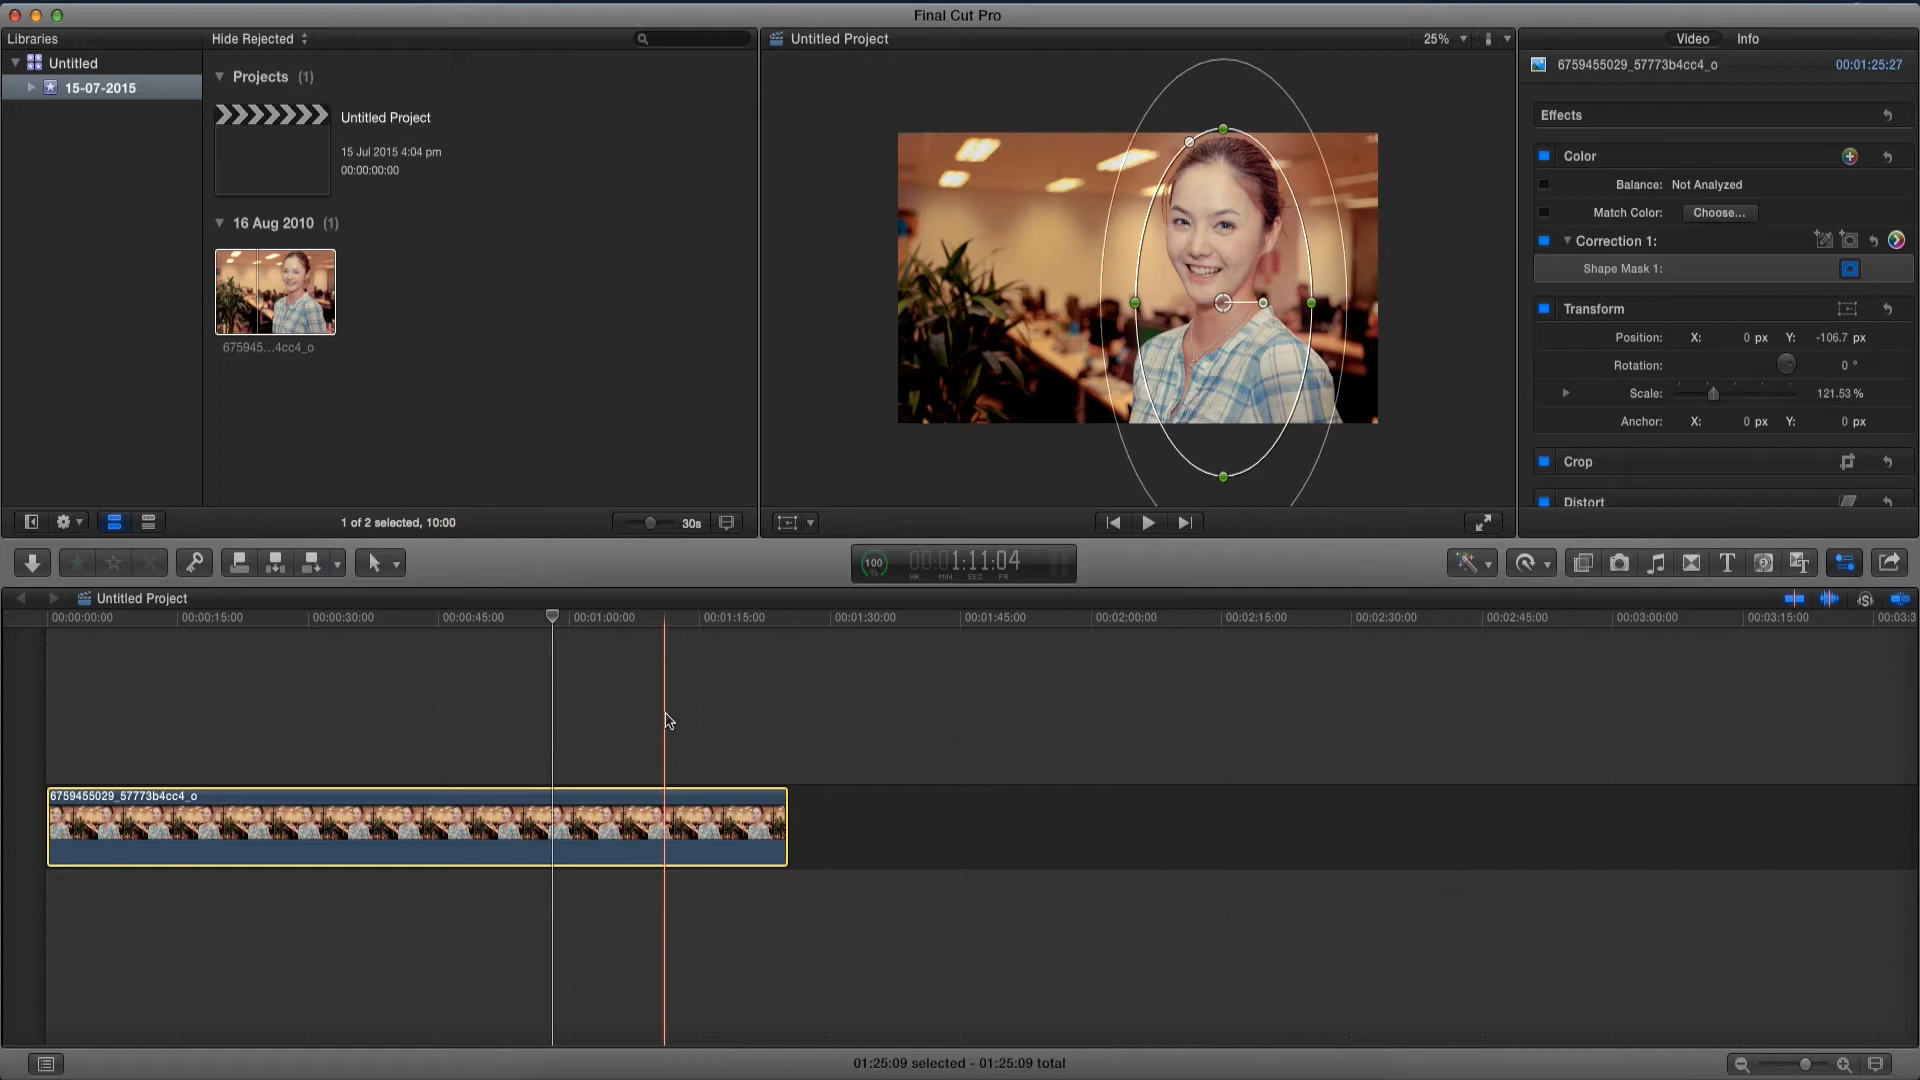 Final Cut Pro
Libraries
Hide Rejected
Untitled
15-07-2015
Projects (1)
Untitled Project
15 Jul 2015 4:04 pm
00:00:00:00
16 Aug 2010 (1)
675945...4cc4_o
1 of 2 selected, 10:00
30s
Untitled Project
25%
Video
Info
6759455029_57773b4cc4_o
00:01:25:27
Effects
Color
Balance: Not Analyzed
Match Color: Choose...
Correction 1:
Shape Mask 1:
Transform
Position: X: 0 px Y: -106.7 px
Rotation: 0 °
Scale: 121.53 %
Anchor: X: 0 px Y: 0 px
Crop
Distort
100 %
00:01:11:04
HR MIN SEC FR
T
Untitled Project
00:00:00:00 00:00:15:00 00:00:30:00 00:00:45:00 00:01:00:00 00:01:15:00 00:01:30:00 00:01:45:00 00:02:00:00 00:02:15:00 00:02:30:00 00:02:45:00 00:03:00:00 00:03:15:00 00:03:3
6759455029_57773b4cc4_o
01:25:09 selected - 01:25:09 total